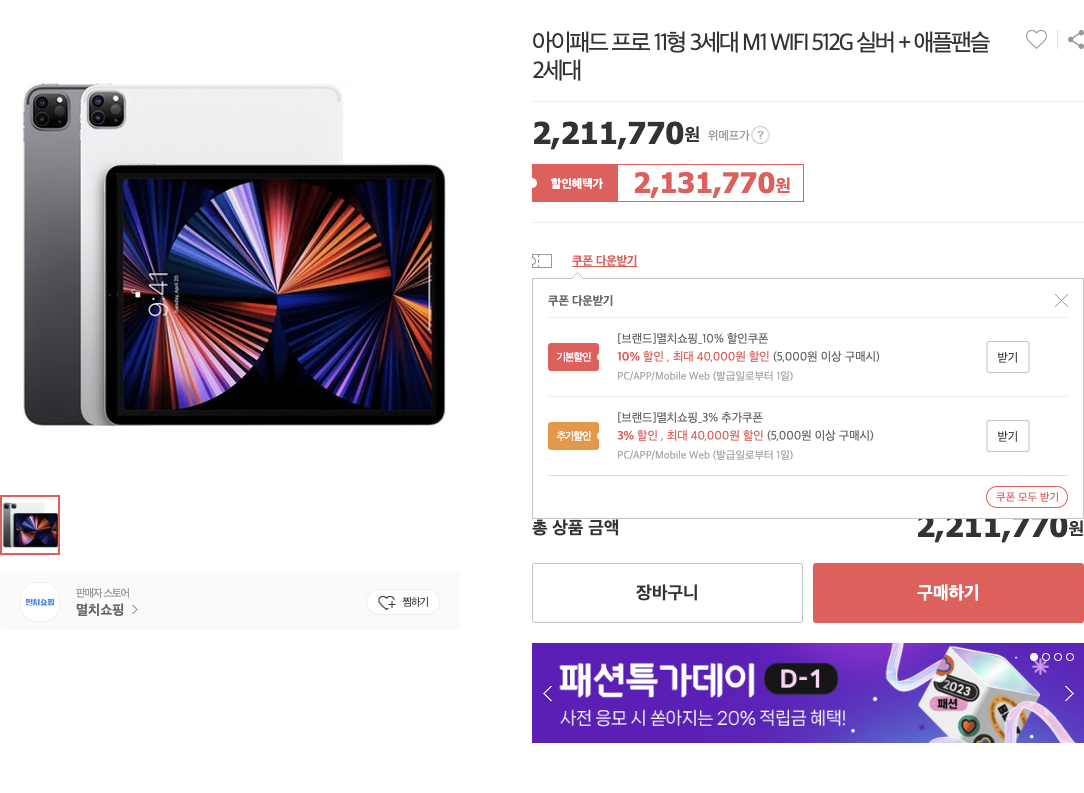 아이패드 프로 11형 3세대 M1 WIFI 512G 실버 + 애플팬슬
2세대
2,211,770원 위메프가 ?
할인혜택가 2,131,770원
쿠폰 다운받기
쿠폰 다운받기
[브랜드]멸치쇼핑_10% 할인쿠폰
기본할인 10% 할인 , 최대 40,000원 할인 (5,000원 이상 구매시) 받기
PC/APP/Mobile Web (발급일로부터 1일)
[브랜드]멸치쇼핑_3% 추가쿠폰
추가할인 3% 할인 , 최대 40,000원 할인 (5,000원 이상 구매시) 받기
PC/APP/Mobile Web (발급일로부터 1일)
쿠폰 모두 받기
총 상품 금액 2,211,770원
장바구니 구매하기
패션특가데이 D-1
사전 응모 시 쏟아지는 20% 적립금 혜택!
2023
패션
9:41
Tuesday, April 20
멸치쇼핑
판매자 스토어
멸치쇼핑
찜하기